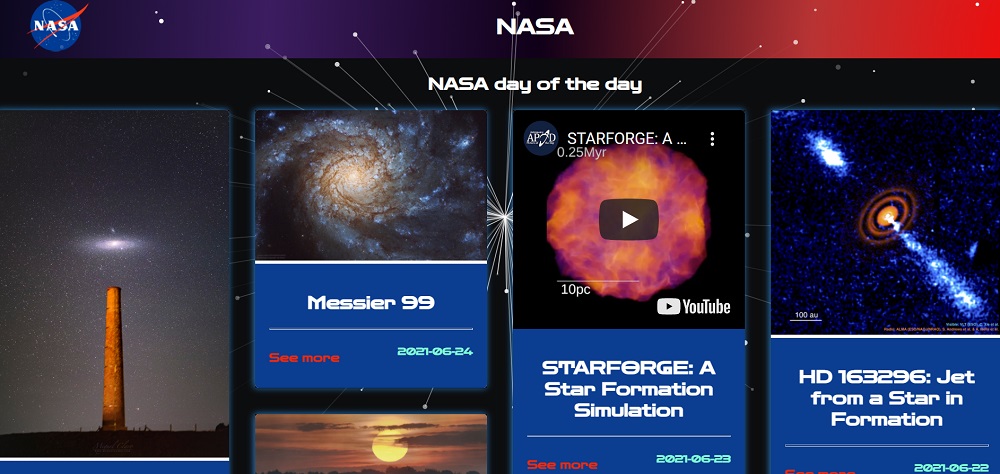 NASA
NASA
NASA day of the day
Messier 99
See more
2021-06-24
STARFORGE: A ...
0.25Myr
10pc
YouTube
STARFORGE: A
Star Formation
Simulation
See more
2021-06-23
100 au
HD 163296: Jet
from a Star in
Formation
See more
2021-06-22